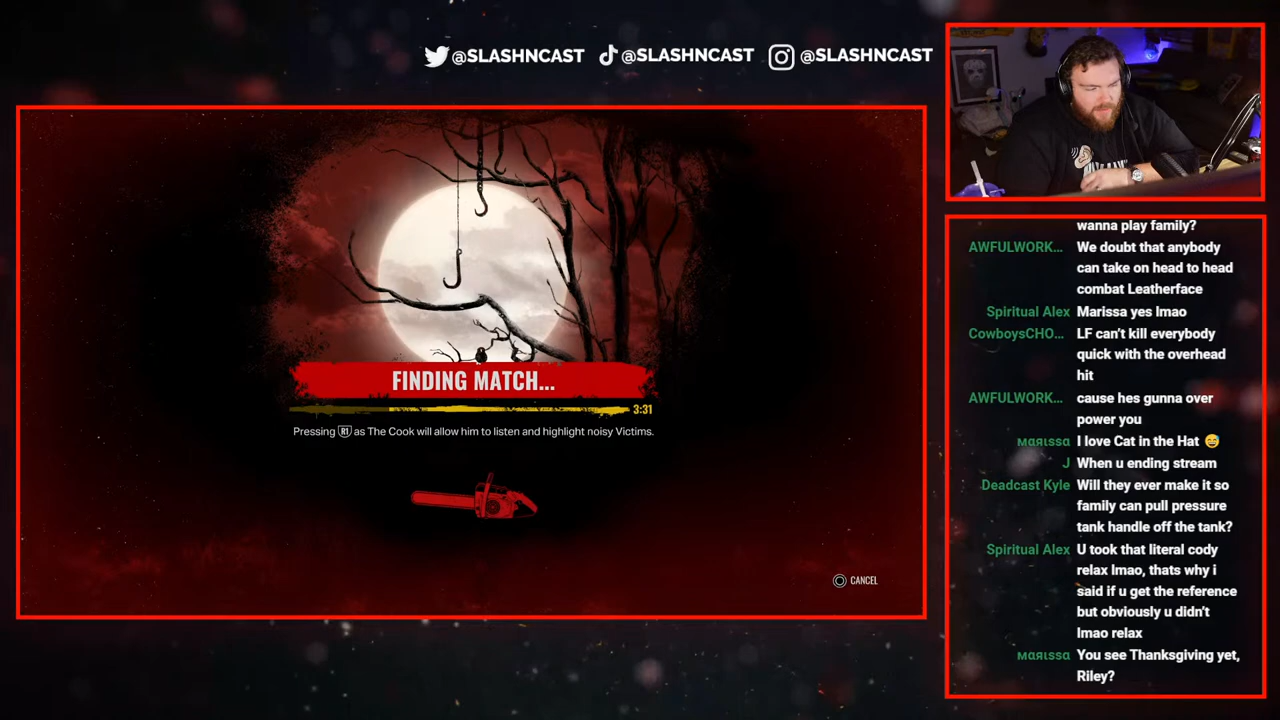 @SLASHNCAST @SLASHNCAST @SLASHNCAST
FINDING MATCH...
3:31
Pressing R1 as The Cook will allow him to listen and highlight noisy Victims.
CANCEL
wanna play family?
AWFULWORK... We doubt that anybody
can take on head to head
combat Leatherface
Spiritual Alex Marissa yes lmao
CowboysCHO... LF can't kill everybody
quick with the overhead
hit
AWFULWORK... cause hes gunna over
power you
мαяιѕѕα I love Cat in the Hat 😅
J When u ending stream
Deadcast Kyle Will they ever make it so
family can pull pressure
tank handle off the tank?
Spiritual Alex U took that literal cody
relax lmao, thats why i
said if u get the reference
but obviously u didn't
lmao relax
мαяιѕѕα You see Thanksgiving yet,
Riley?